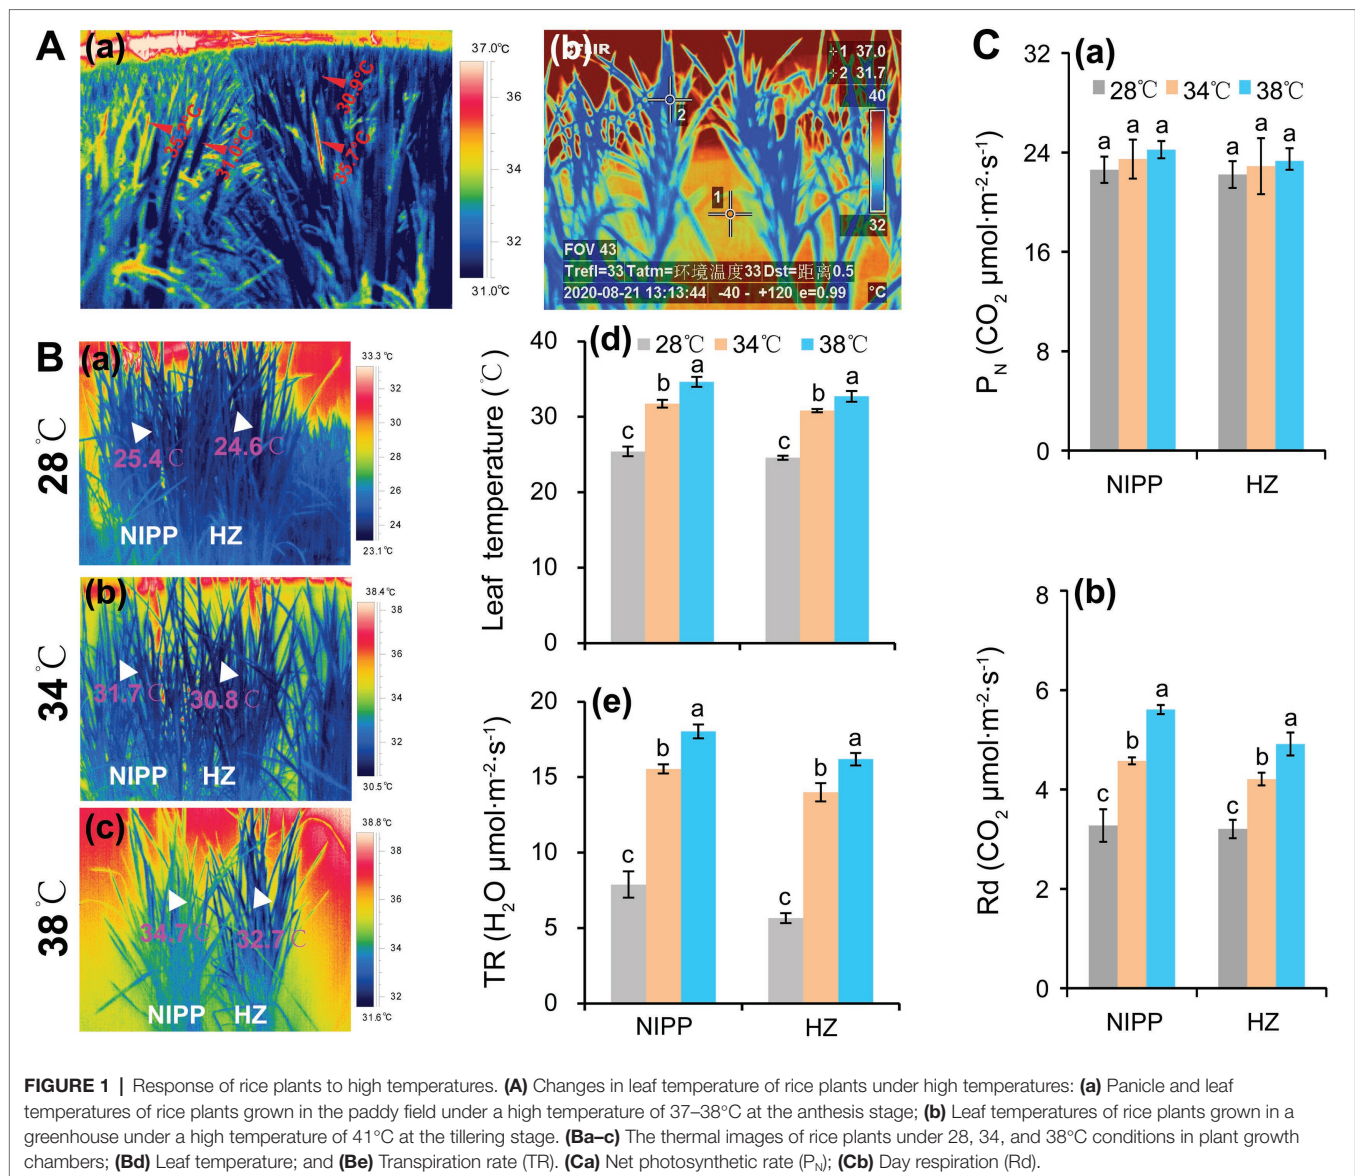 A
(a)
37.0℃
36
35
34
33
32
31.0℃
35.2°C
31.0°C
30.9°C
35.7°C
(b)
FLIR
1 37.0
2 31.7
40
32
2
1
FOV 43
Trefl=33 Tatm=环境温度33 Dst=距离0.5
2020-08-21 13:13:44 -40 - +120 e=0.99 °C
B
28℃
(a)
25.4℃
24.6℃
NIPP HZ
33.3 ℃
32
30
28
26
24
23.1 ℃
34℃
(b)
31.7℃
30.8℃
NIPP HZ
38.4 ℃
38
36
34
32
30.5℃
38℃
(c)
34.7℃
32.7℃
NIPP HZ
38.8 ℃
38
36
34
32
31.6℃
(d)
28℃ 34℃ 38℃
Leaf temperature (℃)
40
30
20
10
0
c b a
c b a
(e)
TR (H₂O μmol·m⁻²·s⁻¹)
20
15
10
5
0
c b a
c b a
NIPP HZ
C
(a)
28℃ 34℃ 38℃
P_N (CO₂ μmol·m⁻²·s⁻¹)
32
24
16
8
0
a a a
a a a
NIPP HZ
(b)
Rd (CO₂ μmol·m⁻²·s⁻¹)
8
6
4
2
0
c b a
c b a
NIPP HZ
FIGURE 1 | Response of rice plants to high temperatures. (A) Changes in leaf temperature of rice plants under high temperatures: (a) Panicle and leaf
temperatures of rice plants grown in the paddy field under a high temperature of 37–38°C at the anthesis stage; (b) Leaf temperatures of rice plants grown in a
greenhouse under a high temperature of 41°C at the tillering stage. (Ba–c) The thermal images of rice plants under 28, 34, and 38°C conditions in plant growth
chambers; (Bd) Leaf temperature; and (Be) Transpiration rate (TR). (Ca) Net photosynthetic rate (P_N); (Cb) Day respiration (Rd).